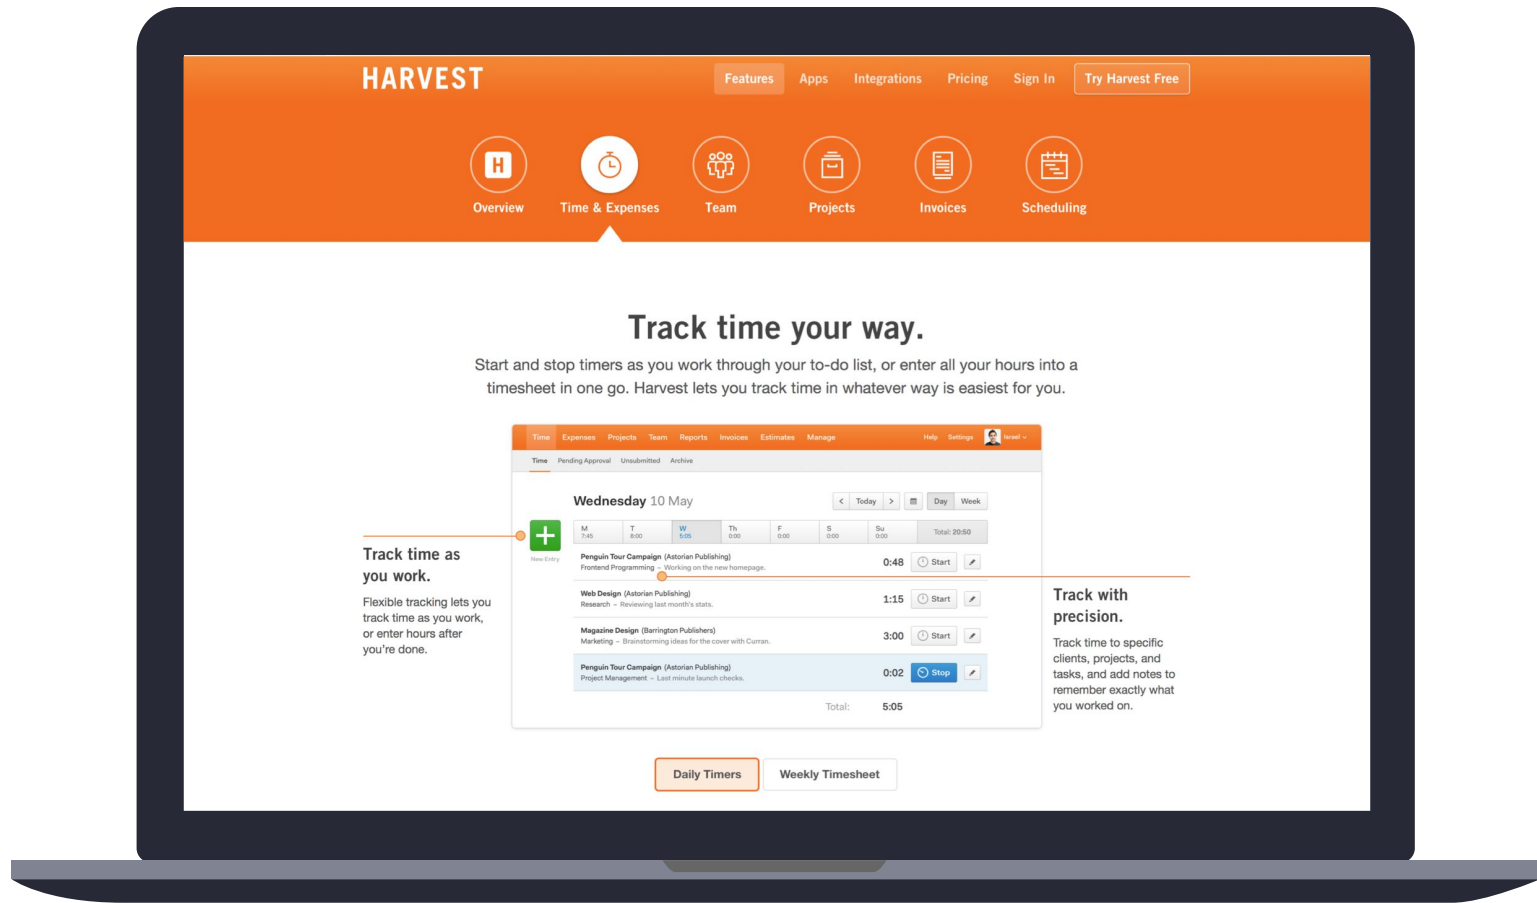 HARVEST
Features Apps Integrations Pricing Sign In Try Harvest Free
H
Overview Time & Expenses Team Projects Invoices Scheduling
Track time your way.
Start and stop timers as you work through your to-do list, or enter all your hours into a
timesheet in one go. Harvest lets you track time in whatever way is easiest for you.
Time Expenses Projects Team Reports Invoices Estimates Manage Help Settings Israel
Time Pending Approval Unsubmitted Archive
Wednesday 10 May
< Today > Day Week
M T W Th F S Su
7:45 8:00 5:05 0:00 0:00 0:00 0:00 Total: 20:50
New Entry
Penguin Tour Campaign (Astorian Publishing)
Frontend Programming – Working on the new homepage.
0:48 Start
Web Design (Astorian Publishing)
Research – Reviewing last month's stats.
1:15 Start
Magazine Design (Barrington Publishers)
Marketing – Brainstorming ideas for the cover with Curran.
3:00 Start
Penguin Tour Campaign (Astorian Publishing)
Project Management – Last minute launch checks.
0:02 Stop
Total: 5:05
Track time as
you work.
Flexible tracking lets you
track time as you work,
or enter hours after
you're done.
Track with
precision.
Track time to specific
clients, projects, and
tasks, and add notes to
remember exactly what
you worked on.
Daily Timers Weekly Timesheet